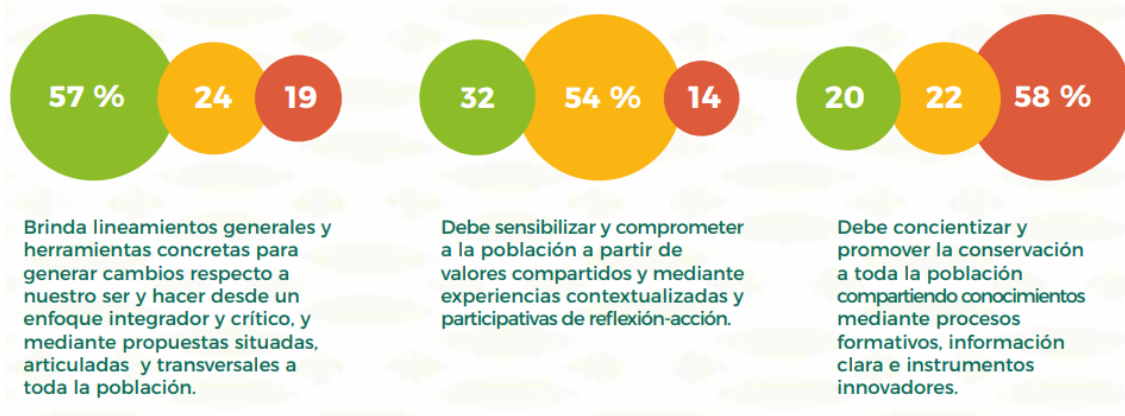 57 % 24 19
32 54 % 14
20 22 58 %
Brinda lineamientos generales y
herramientas concretas para
generar cambios respecto a
nuestro ser y hacer desde un
enfoque integrador y crítico, y
mediante propuestas situadas,
articuladas y transversales a
toda la población.
Debe sensibilizar y comprometer
a la población a partir de
valores compartidos y mediante
experiencias contextualizadas y
participativas de reflexión-acción.
Debe concientizar y
promover la conservación
a toda la población
compartiendo conocimientos
mediante procesos
formativos, información
clara e instrumentos
innovadores.